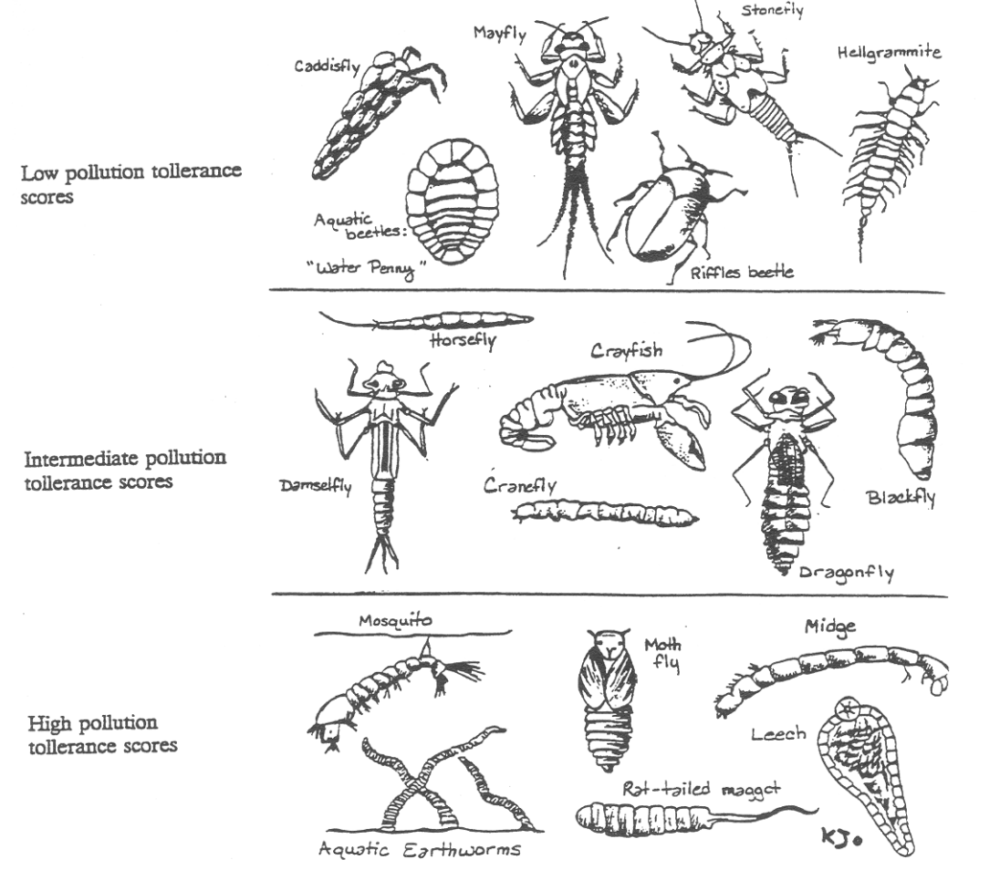 Stonefly
Mayfly
Hellgrammite
Caddisfly
Low pollution tollerance
scores
Aquatic
beetles:
"Water Penny"
Riffles beetle
Horsefly
Crayfish
Intermediate pollution
tollerance scores
Damselfly
Cranefly
Blackfly
Dragonfly
Mosquito
Moth
fly
Midge
High pollution
tollerance scores
Leech
Rat-tailed maggot
KJ.
Aquatic Earthworms